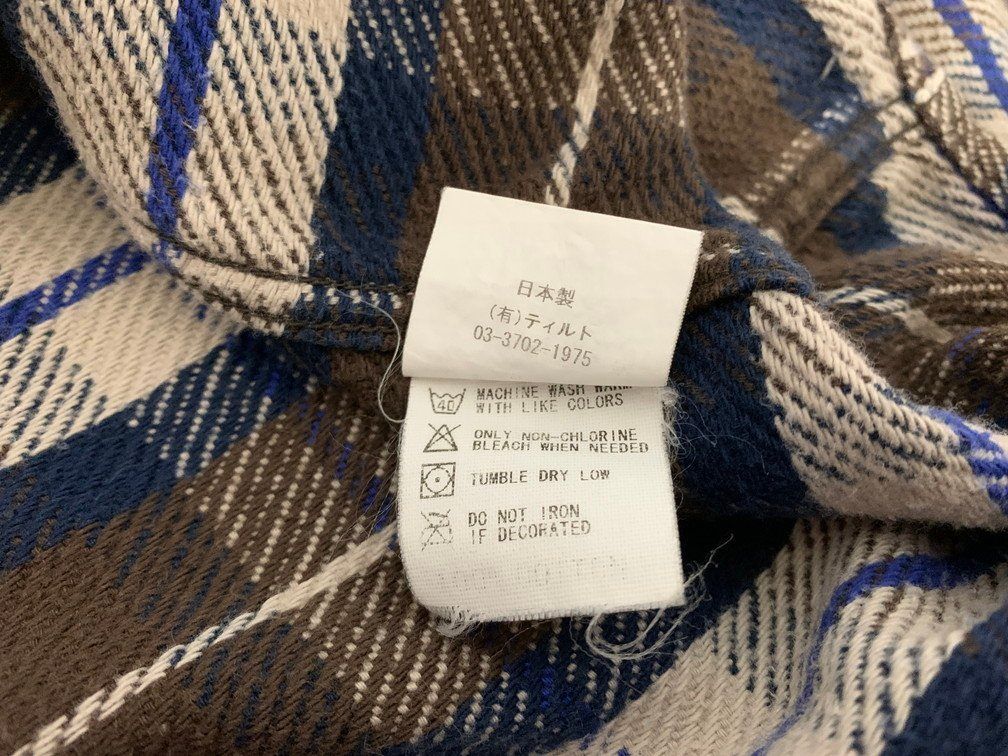 日本製
(有)ティルト
03-3702-1975
40
MACHINE WASH WARM
WITH LIKE COLORS
ONLY NON-CHLORINE
BLEACH WHEN NEEDED
TUMBLE DRY LOW
DO NOT IRON
IF DECORATED